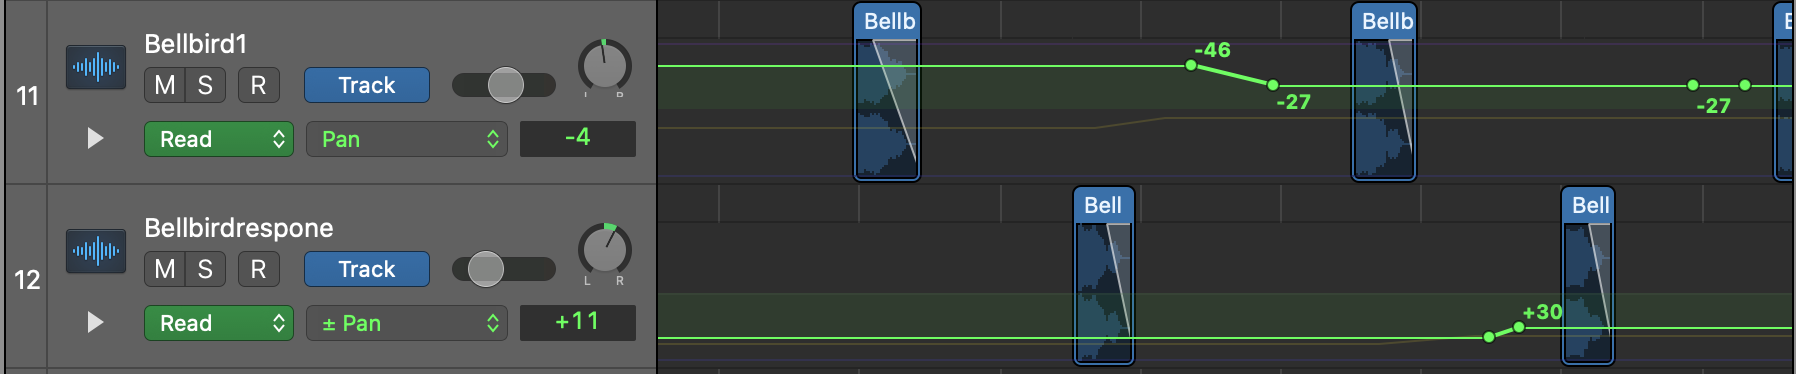 11
Bellbird1
M S R Track
L R
Read Pan -4
Bellb
-46
-27
Bellb
-27
B
12
Bellbirdrespone
M S R Track
L R
Read ± Pan +11
Bell
+30
Bell